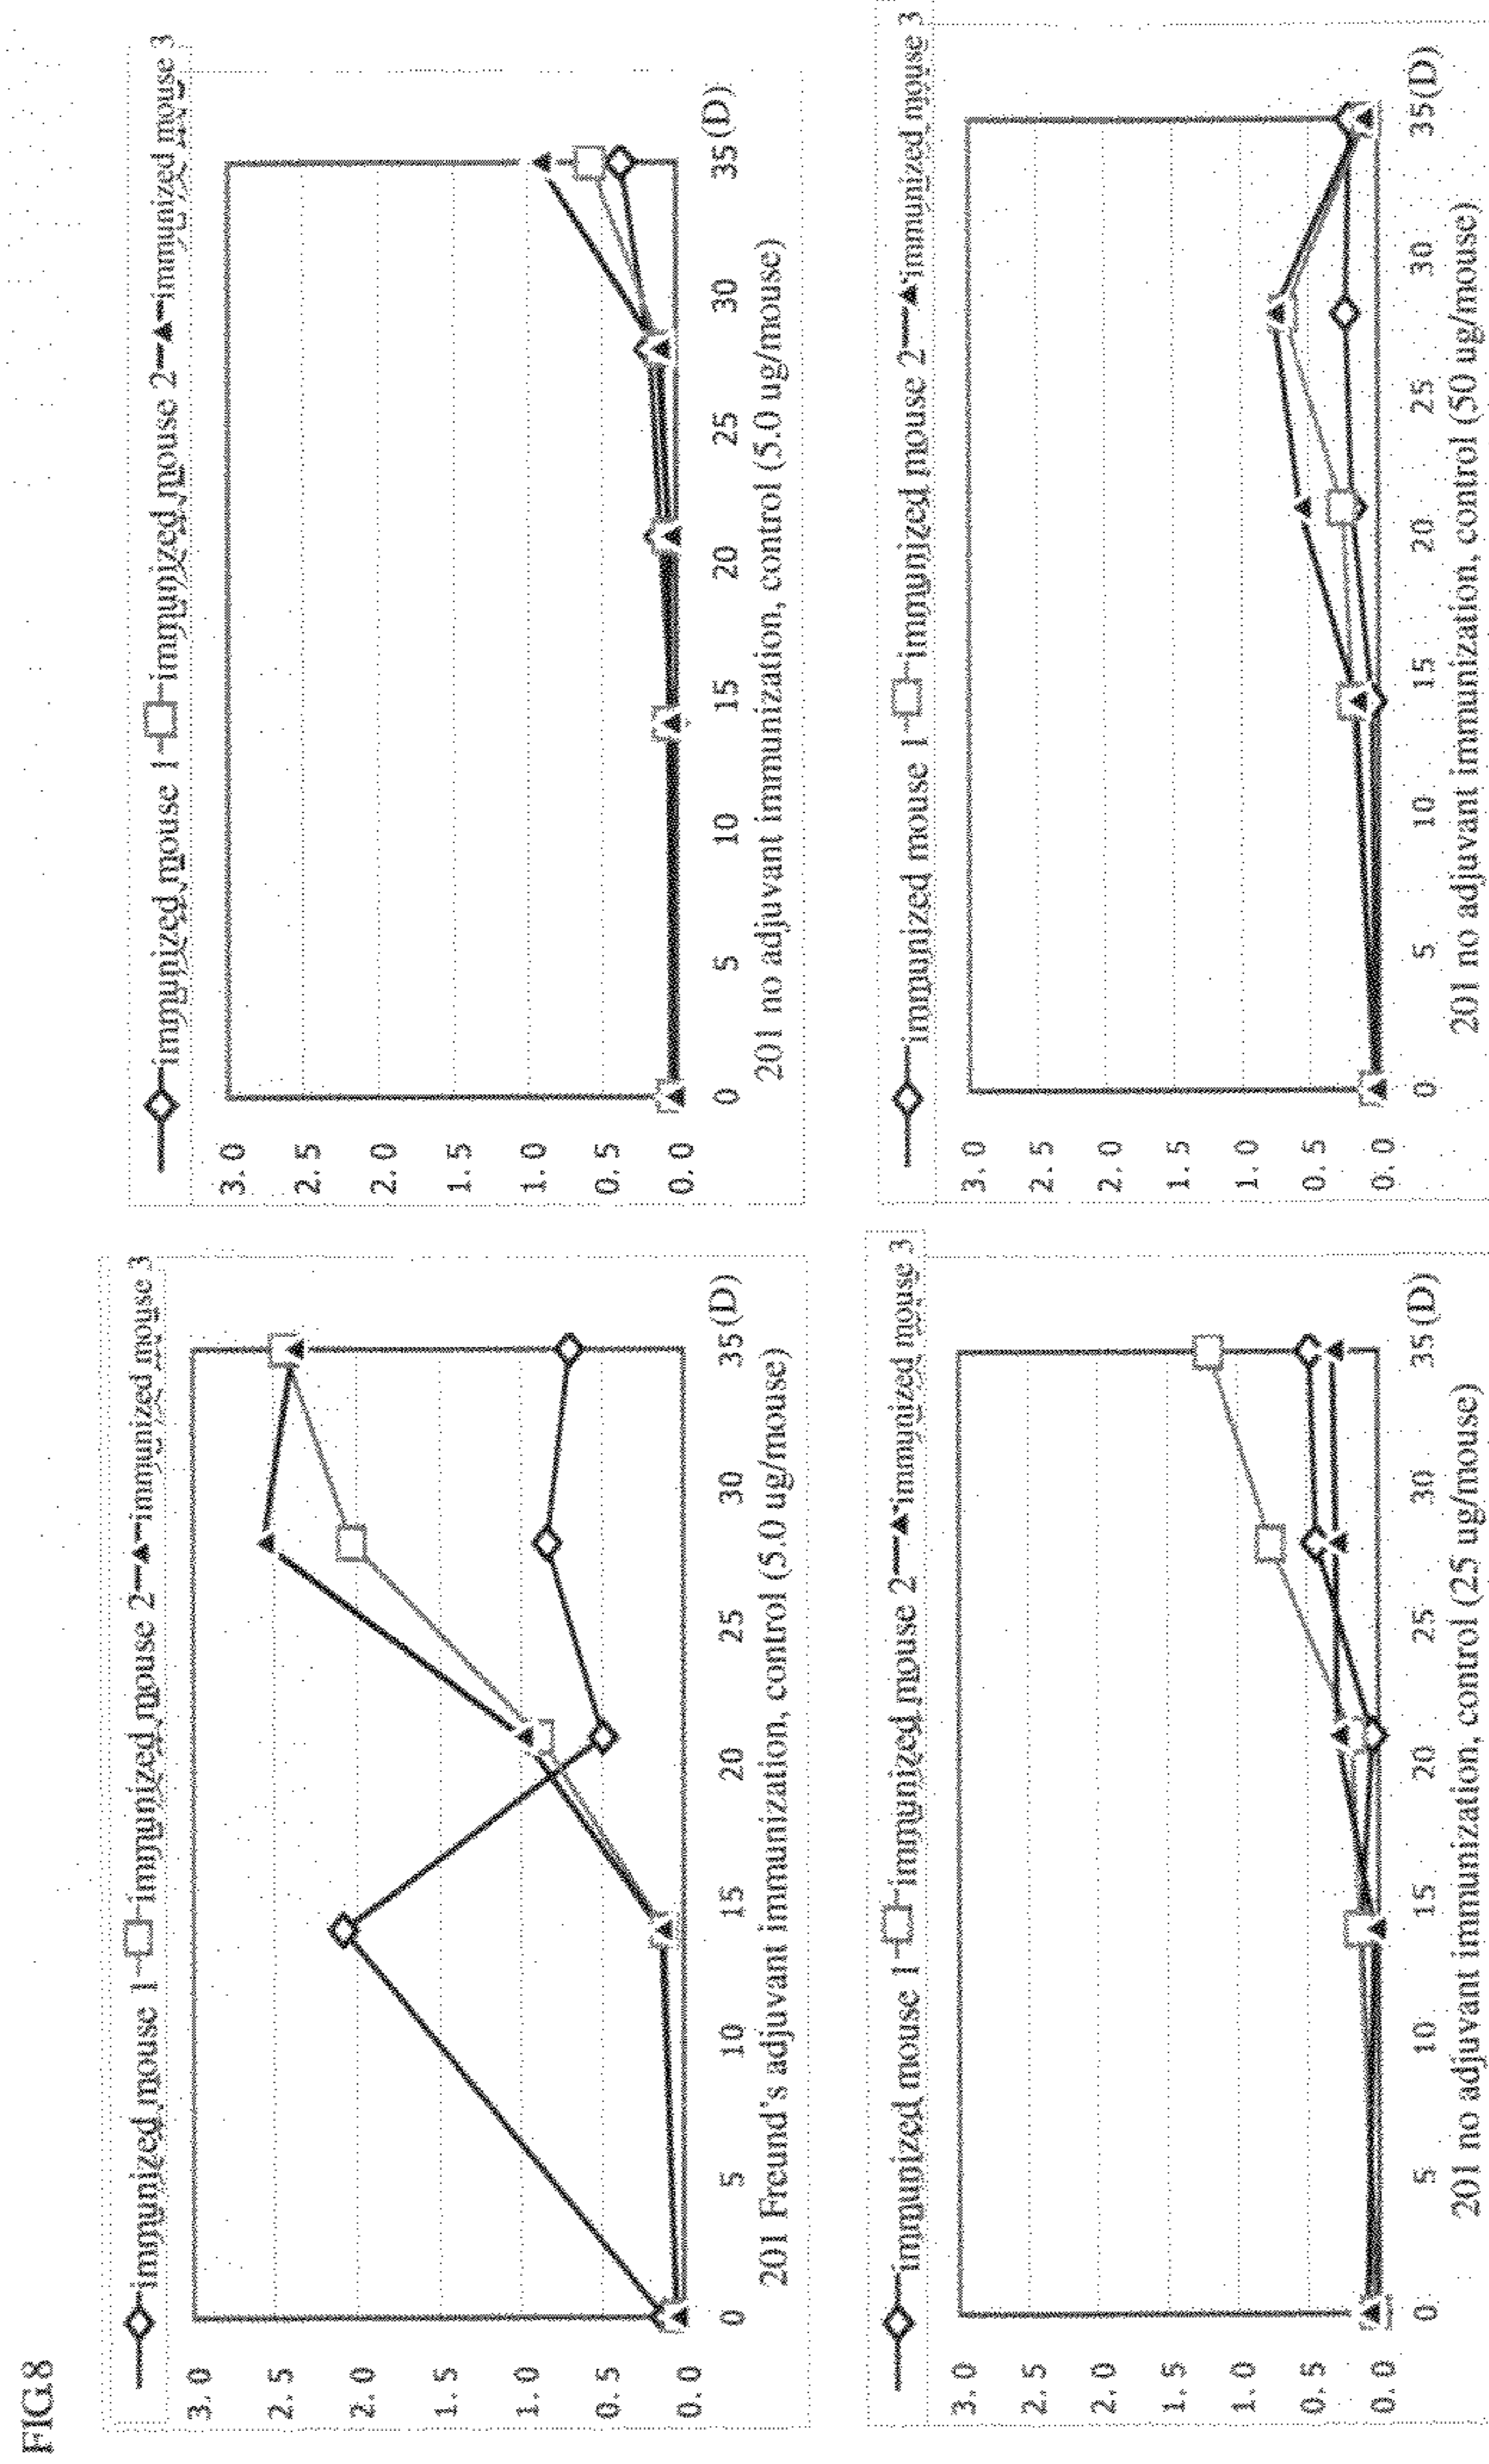 FIG.8
immunized mouse 1 immunized mouse 2 immunized mouse 3
3.0
2.5
2.0
1.5
1.0
0.5
0.0
0 5 10 15 20 25 30 35 (D)
201 Freund's adjuvant immunization, control (5.0 ug/mouse)
immunized mouse 1 immunized mouse 2 immunized mouse 3
3.0
2.5
2.0
1.5
1.0
0.5
0.0
0 5 10 15 20 25 30 35 (D)
201 no adjuvant immunization, control (5.0 ug/mouse)
immunized mouse 1 immunized mouse 2 immunized mouse 3
3.0
2.5
2.0
1.5
1.0
0.5
0.0
0 5 10 15 20 25 30 35 (D)
201 no adjuvant immunization, control (25 ug/mouse)
immunized mouse 1 immunized mouse 2 immunized mouse 3
3.0
2.5
2.0
1.5
1.0
0.5
0.0
0 5 10 15 20 25 30 35 (D)
201 no adjuvant immunization, control (50 ug/mouse)